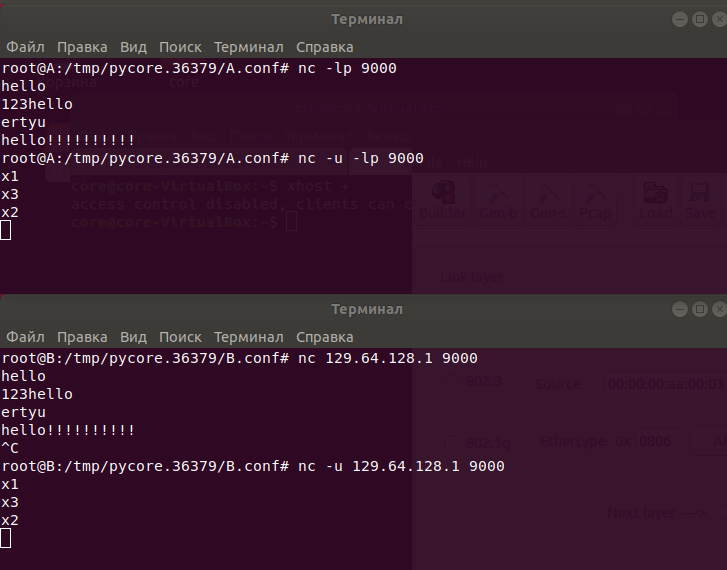 Терминал
Файл Правка Вид Поиск Терминал Справка
root@A:/tmp/pycore.36379/A.conf# nc -lp 9000
hello
123hello
ertyu
hello!!!!!!!!!!
root@A:/tmp/pycore.36379/A.conf# nc -u -lp 9000
x1
x3
x2
core
Help
core@core-VirtualBox:~$ xhost +
access control disabled, clients can c
core@core-VirtualBox:~$
Builder Gen-b Gen-s Pcap Load Save
Link layer
Терминал
Файл Правка Вид Поиск Терминал Справка
root@B:/tmp/pycore.36379/B.conf# nc 129.64.128.1 9000
hello
123hello
ertyu
hello!!!!!!!!!!
^C
root@B:/tmp/pycore.36379/B.conf# nc -u 129.64.128.1 9000
x1
x3
x2
802.3 Source 00:00:00:aa:00:03
802.1q Ethertype 0x 0806
Next layer --->